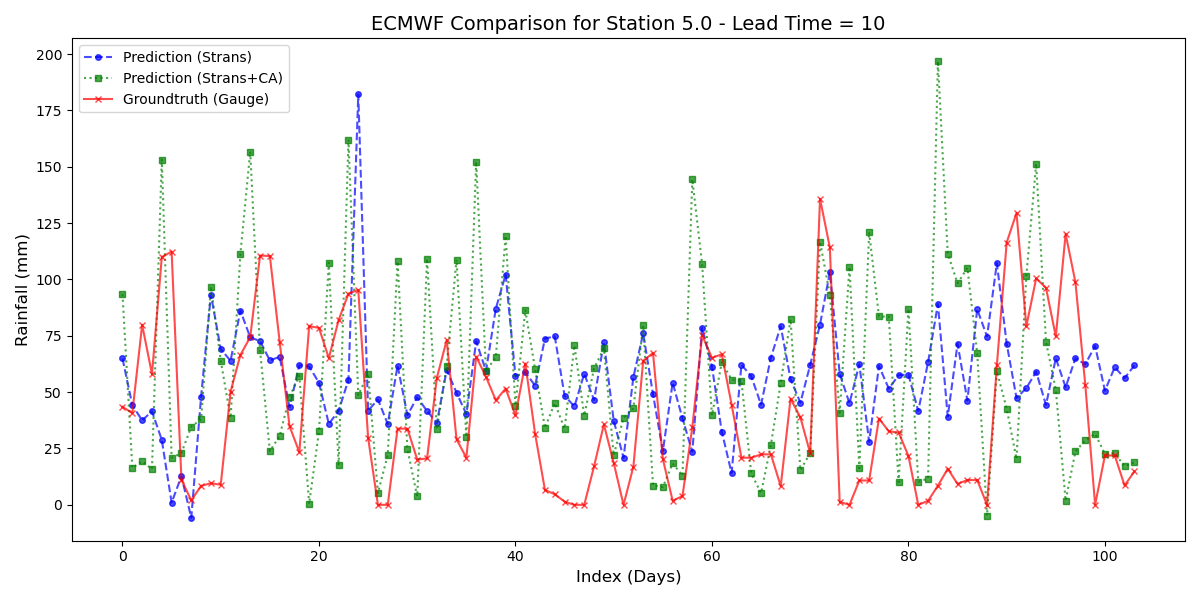 ECMWF Comparison for Station 5.0 - Lead Time = 10
Prediction (Strans)
Prediction (Strans+CA)
Groundtruth (Gauge)
Rainfall (mm)
200
175
150
125
100
75
50
25
0
0 20 40 60 80 100
Index (Days)